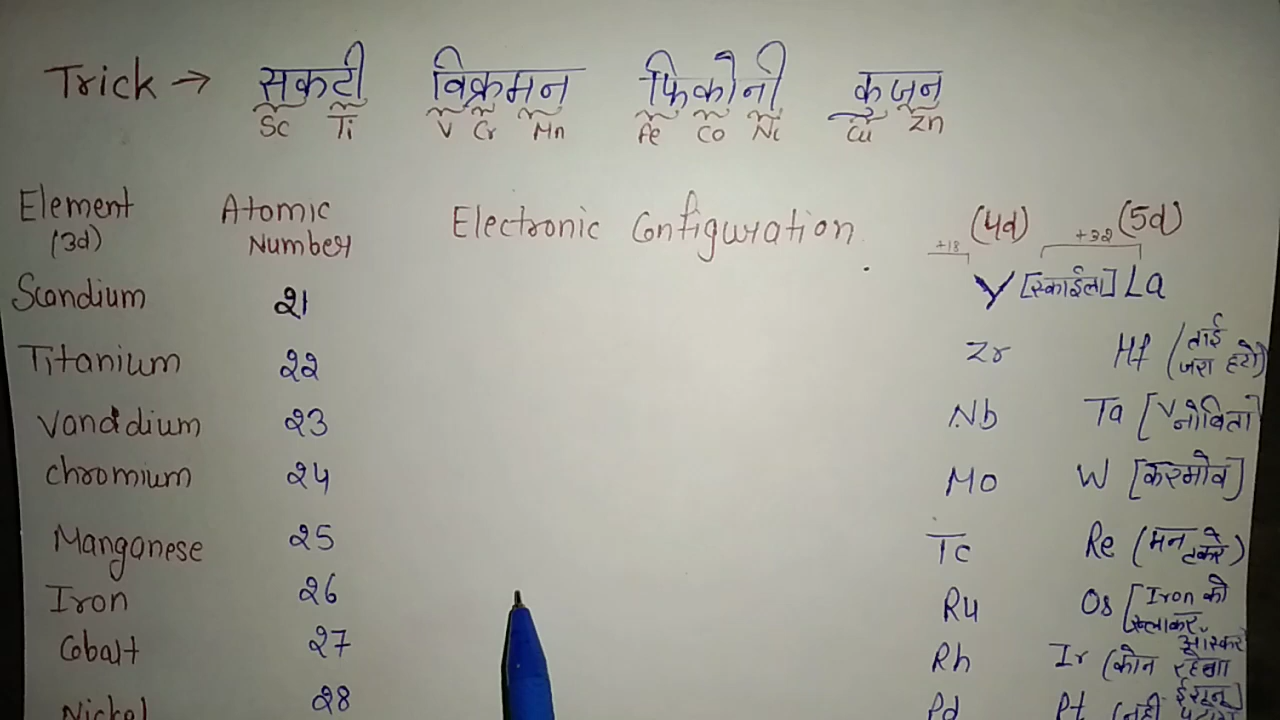 Trick → सकटी विक्रमन फिकोनी कुजन
Sc Ti V Cr Mn Fe Co Ni Cu Zn
Element Atomic Electronic Configuration (4d) (5d)
(3d) Number +18 +32
Scandium 21 Y [स्काईला] La
Titanium 22 Zr Hf (ताई जरा हटो)
Vanadium 23 Nb Ta [V नोविता]
Chromium 24 Mo W [करमोव]
Manganese 25 Tc Re (मन टकरे)
Iron 26 Ru Os [Iron को
Cobalt 27 Rh Ir (कोन रहेगा
Nickel 28 Pd Pt (नही